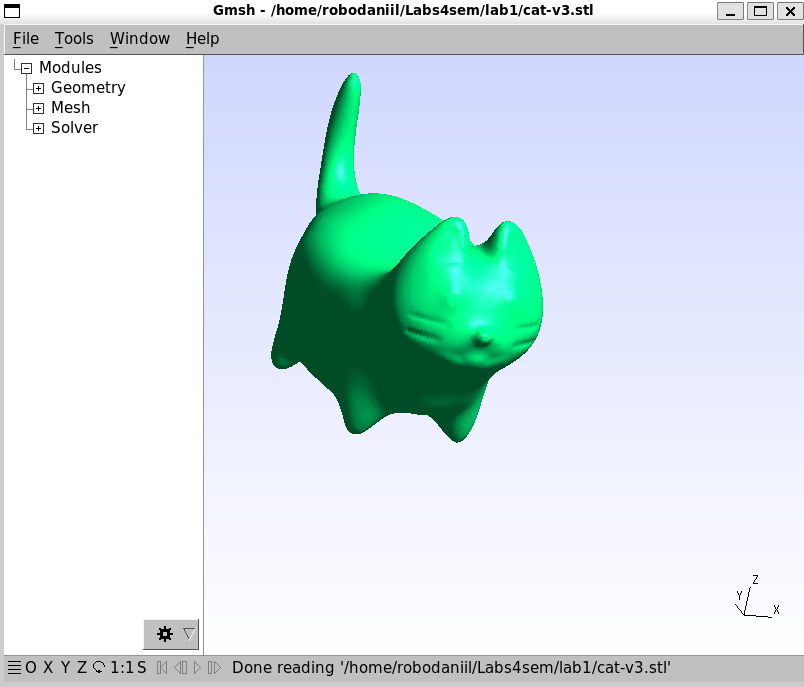 Gmsh - /home/robodaniil/Labs4sem/lab1/cat-v3.stl
File Tools Window Help
Modules
Geometry
Mesh
Solver
Z
Y
X
O X Y Z 1:1 S Done reading '/home/robodaniil/Labs4sem/lab1/cat-v3.stl'